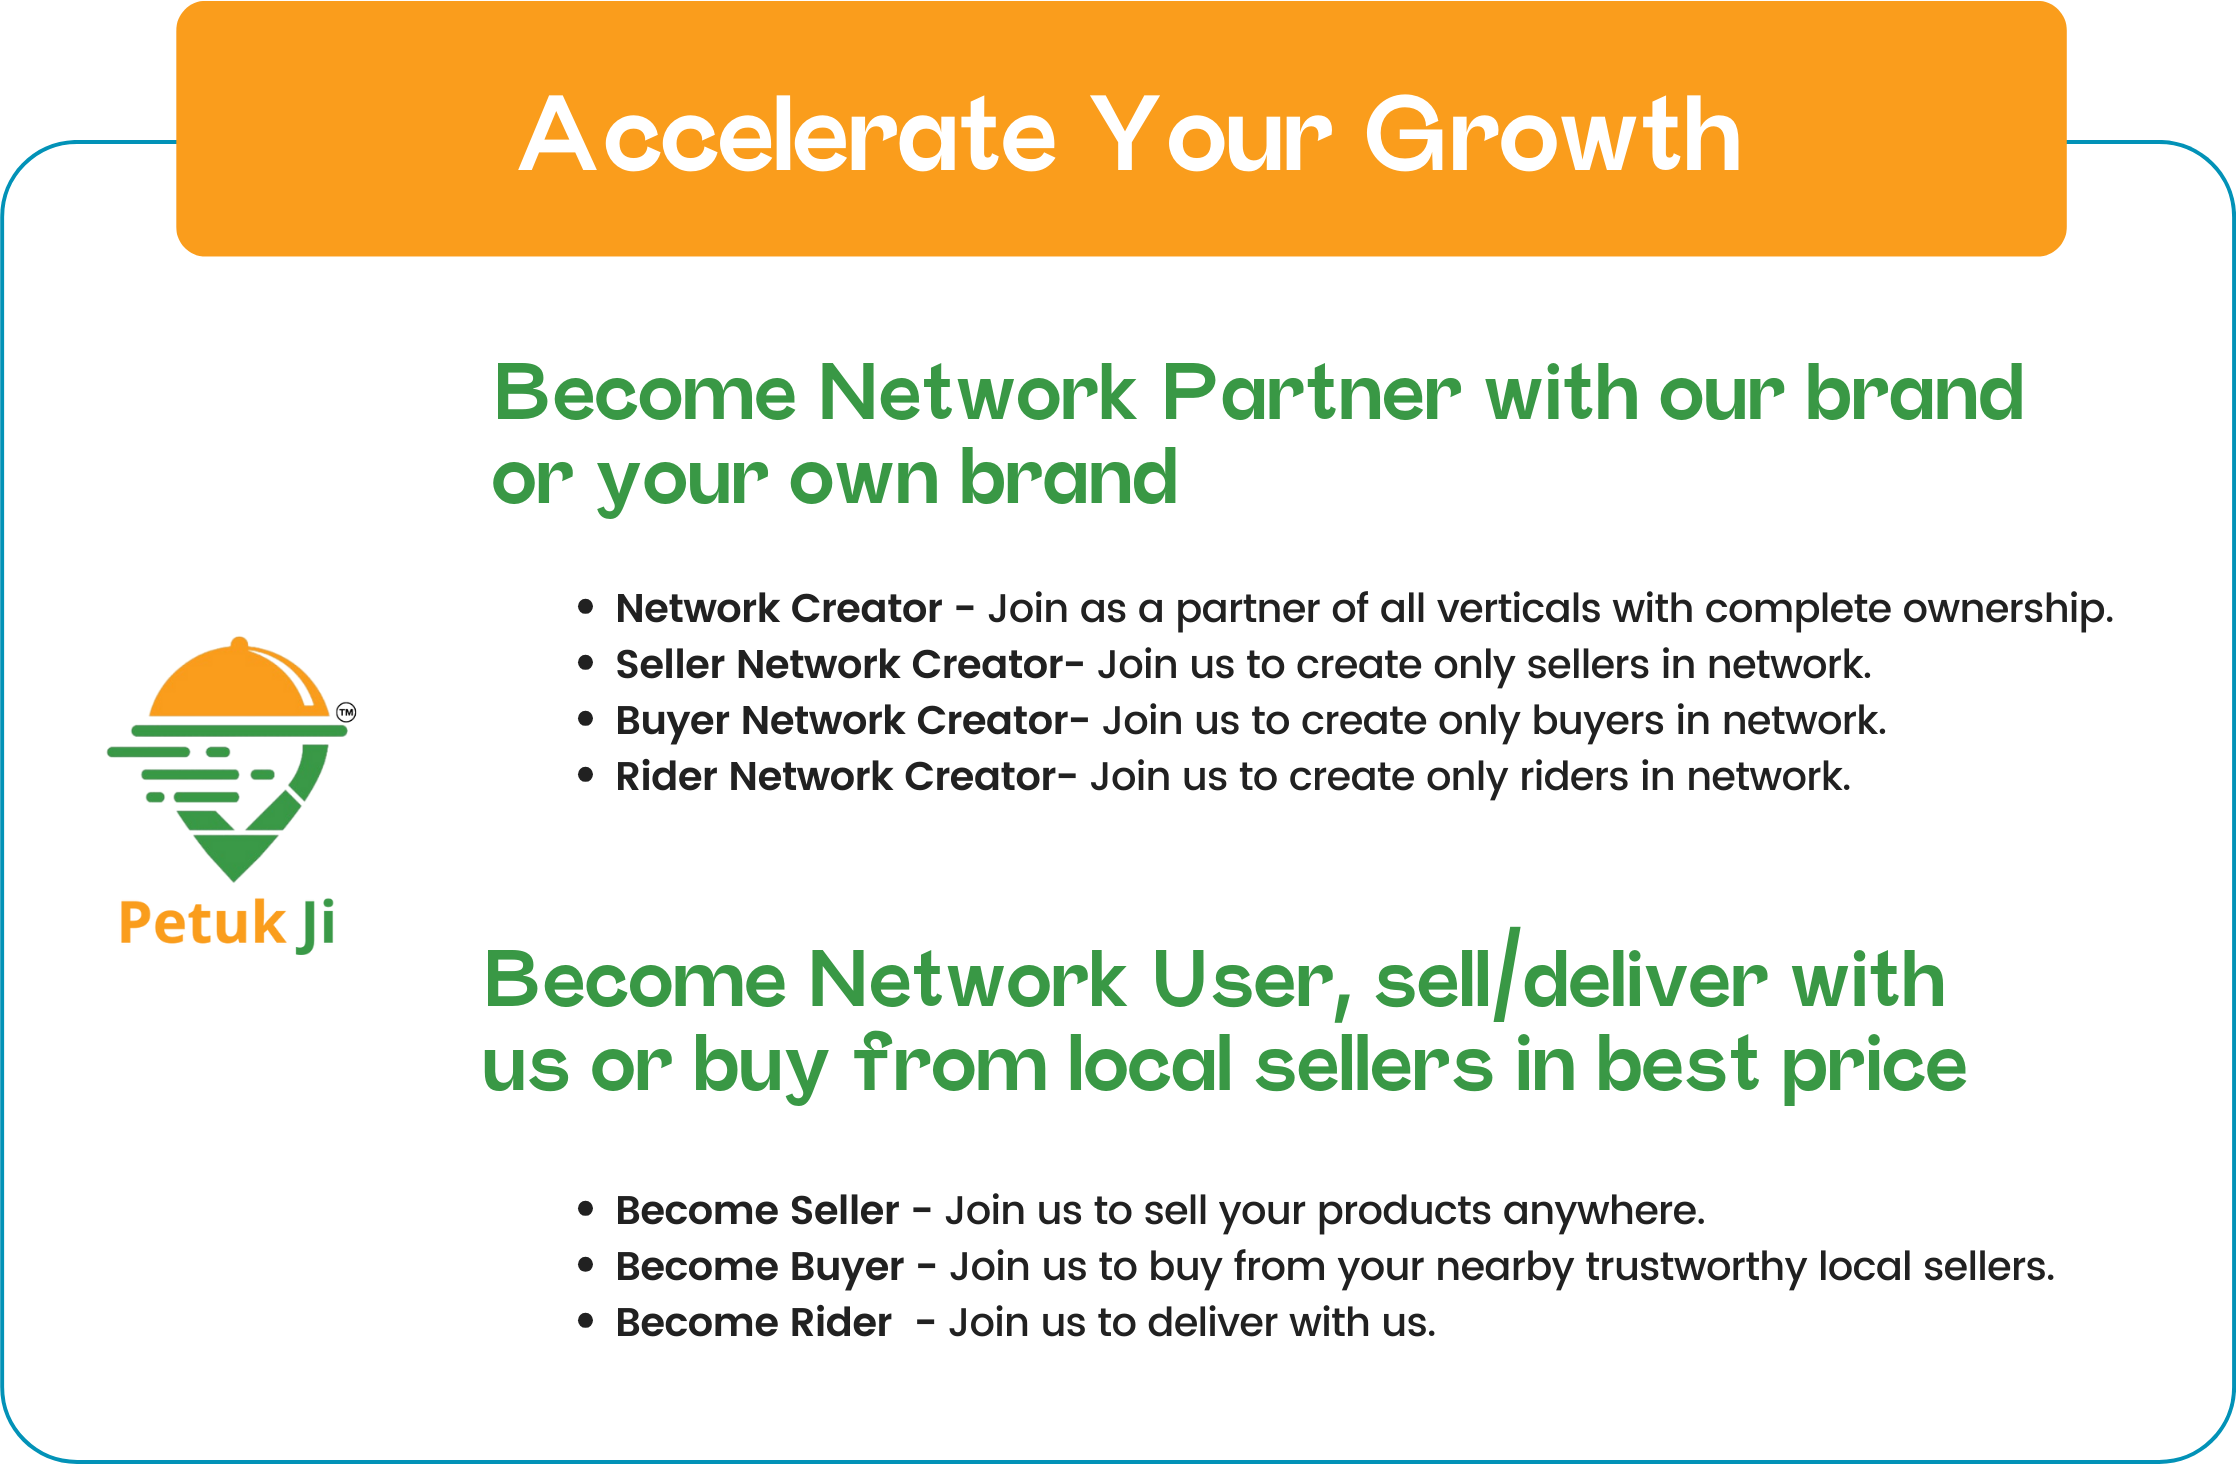 Accelerate Your Growth
Become Network Partner with our brand
or your own brand
• Network Creator - Join as a partner of all verticals with complete ownership.
• Seller Network Creator- Join us to create only sellers in network.
• Buyer Network Creator- Join us to create only buyers in network.
• Rider Network Creator- Join us to create only riders in network.
TM
Petuk Ji
Become Network User, sell/deliver with
us or buy from local sellers in best price
• Become Seller - Join us to sell your products anywhere.
• Become Buyer - Join us to buy from your nearby trustworthy local sellers.
• Become Rider - Join us to deliver with us.